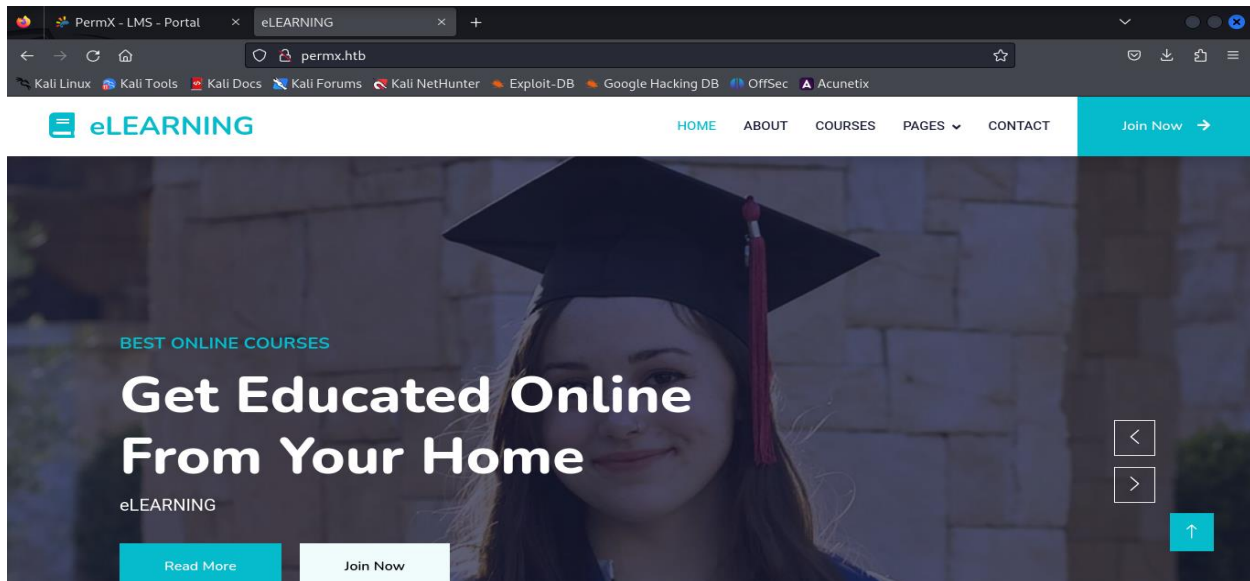 PermX - LMS - Portal
eLEARNING
permx.htb
Kali Linux Kali Tools Kali Docs Kali Forums Kali NetHunter Exploit-DB Google Hacking DB OffSec Acunetix
eLEARNING
HOME ABOUT COURSES PAGES CONTACT Join Now
BEST ONLINE COURSES
Get Educated Online
From Your Home
eLEARNING
Read More Join Now